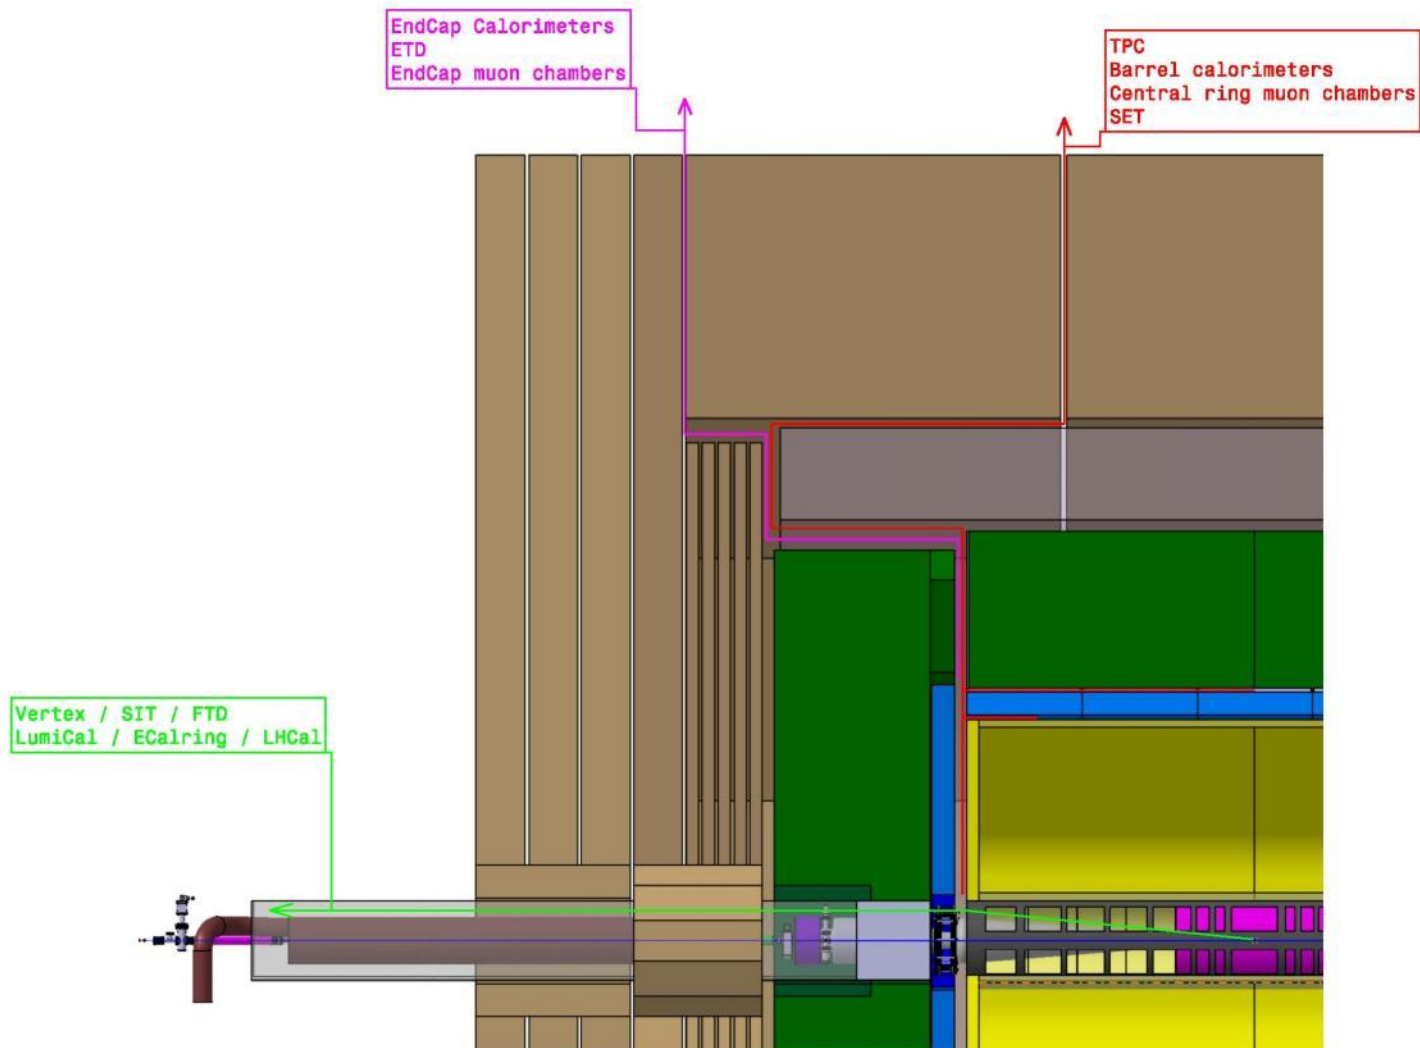 EndCap Calorimeters
ETD
EndCap muon chambers
TPC
Barrel calorimeters
Central ring muon chambers
SET
Vertex / SIT / FTD
LumiCal / ECalring / LHCal